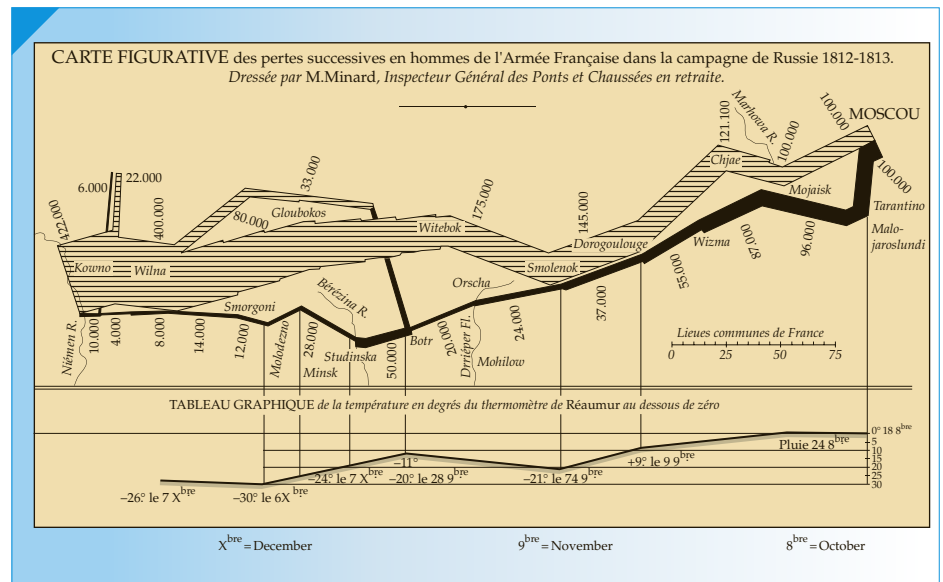 CARTE FIGURATIVE des pertes successives en hommes de l'Armée Française dans la campagne de Russie 1812-1813.
Dressée par M.Minard, Inspecteur Général des Ponts et Chaussées en retraite.
MOSCOU
100.000
Marhowa R.
121.100
100.000
Chjae
100.000
Mojaisk
Tarantino
Malo-
jaroslundi
Wizma
96.000
87.000
55.000
Dorogoulouge
145.000
175.000
Smolenok
Witebok
33.000
Gloubokos
80.000
22.000
6.000
400.000
422.000
Kowno
Wilna
Orscha
Bérézina R.
Smorgoni
Niémen R.
10.000
4.000
8.000
14.000
12.000
Molodezno
28.000
Minsk
Studinska
50.000
Botr
20.000
Drriéper Fl.
Mohilow
24.000
37.000
Lieues communes de France
0 25 50 75
TABLEAU GRAPHIQUE de la température en degrés du thermomètre de Réaumur au dessous de zéro
0° 18 8bre
5
10
15
20
25
30
Pluie 24 8bre
+9° le 9 9bre
–21° le 74 9bre
–11°
–20° le 28 9bre
–24° le 7 Xbre
–30° le 6Xbre
–26° le 7 Xbre
Xbre = December 9bre = November 8bre = October